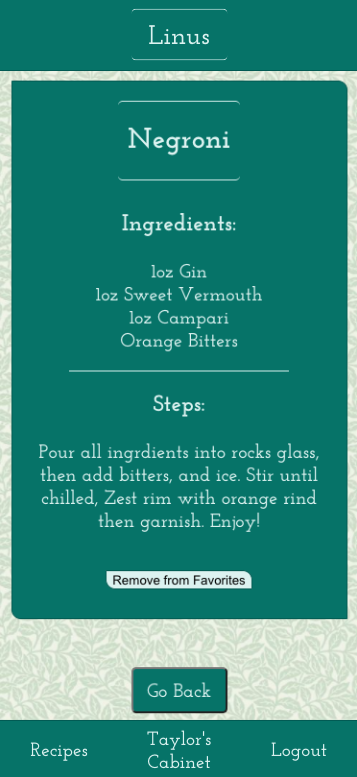 Linus
Negroni
Ingredients:
1oz Gin
1oz Sweet Vermouth
1oz Campari
Orange Bitters
Steps:
Pour all ingrdients into rocks glass,
then add bitters, and ice. Stir until
chilled, Zest rim with orange rind
then garnish. Enjoy!
Remove from Favorites
Go Back
Recipes
Taylor's
Cabinet
Logout